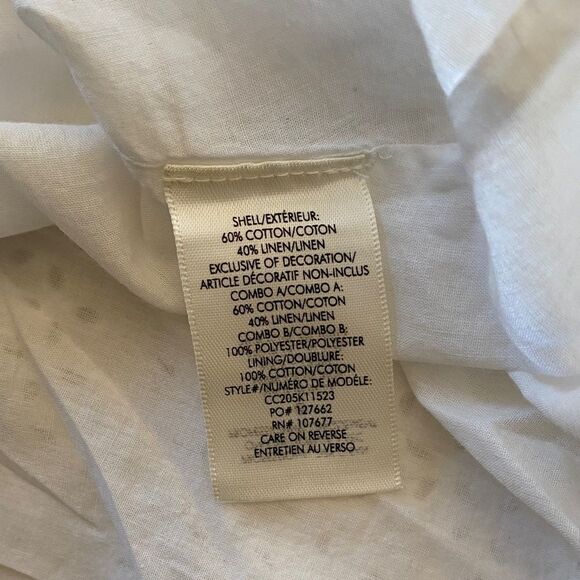 SHELL/EXTÉRIEUR:
60% COTTON/COTON
40% LINEN/LINEN
EXCLUSIVE OF DECORATION/
ARTICLE DÉCORATIF NON-INCLUS
COMBO A/COMBO A:
60% COTTON/COTON
40% LINEN/LINEN
COMBO B/COMBO B:
100% POLYESTER/POLYESTER
LINING/DOUBLURE:
100% COTTON/COTON
STYLE#/NUMÉRO DE MODÈLE:
CC205K11523
PO# 127662
RN# 107677
CARE ON REVERSE
ENTRETIEN AU VERSO